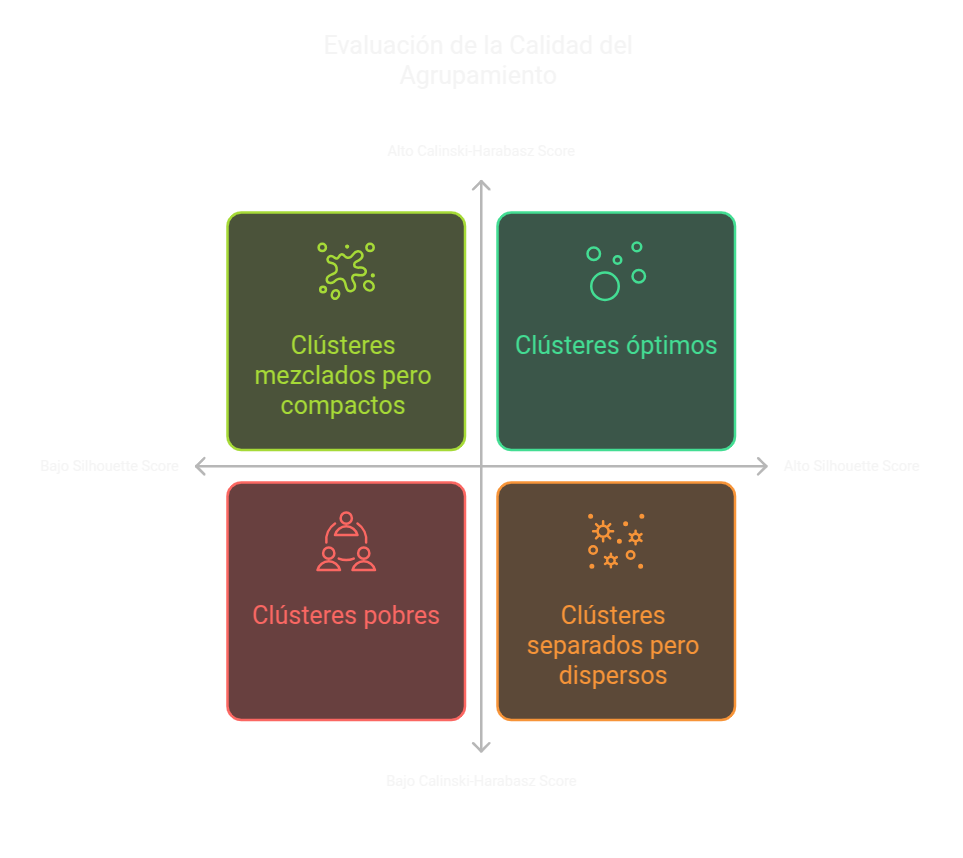 Evaluación de la Calidad del
Agrupamiento
Alto Calinski-Harabasz Score
Clústeres
mezclados pero
compactos
Clústeres óptimos
Bajo Silhouette Score
Alto Silhouette Score
Clústeres pobres
Clústeres
separados pero
dispersos
Bajo Calinski-Harabasz Score